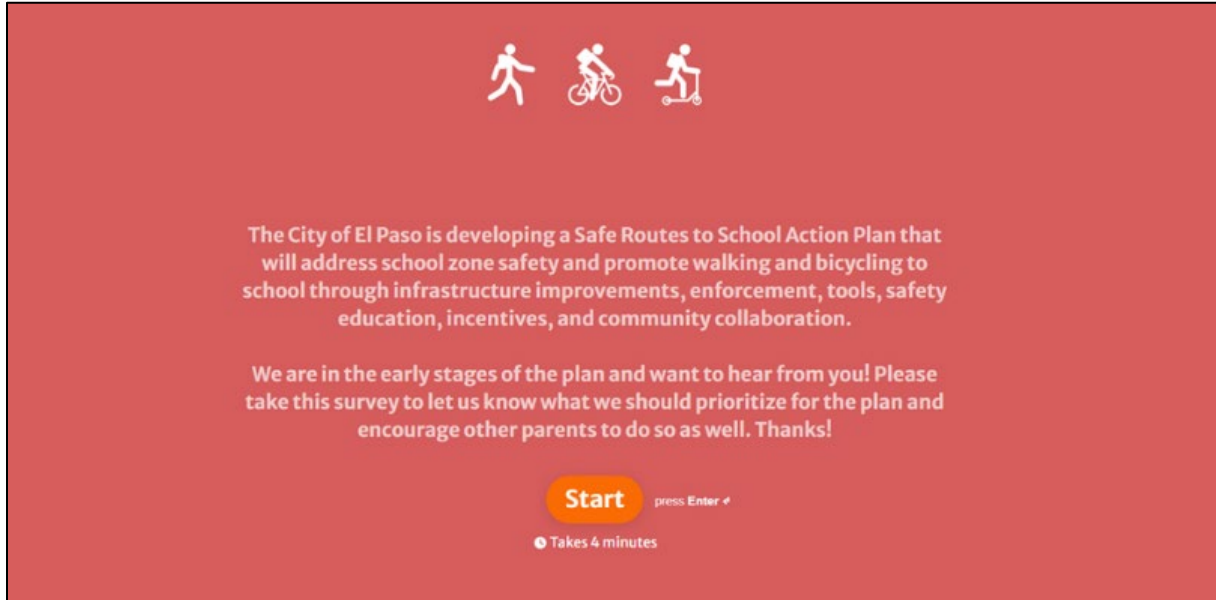 The City of El Paso is developing a Safe Routes to School Action Plan that
will address school zone safety and promote walking and bicycling to
school through infrastructure improvements, enforcement, tools, safety
education, incentives, and community collaboration.
We are in the early stages of the plan and want to hear from you! Please
take this survey to let us know what we should prioritize for the plan and
encourage other parents to do so as well. Thanks!
Start press Enter ↵
Takes 4 minutes